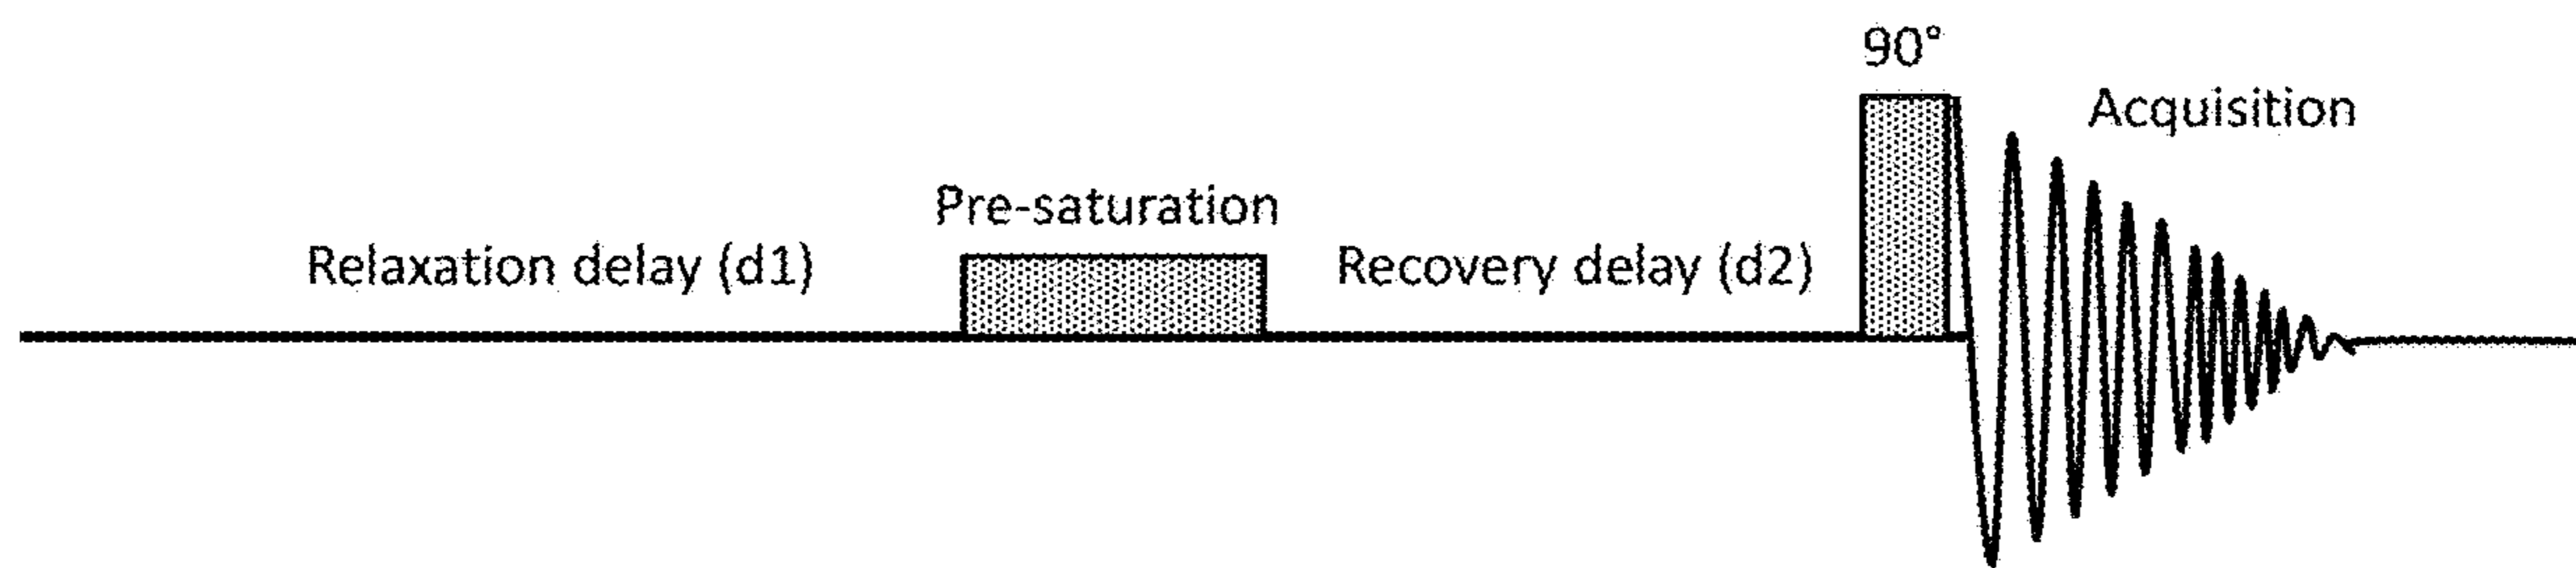 90°
Acquisition
Pre-saturation
Relaxation delay (d1)
Recovery delay (d2)